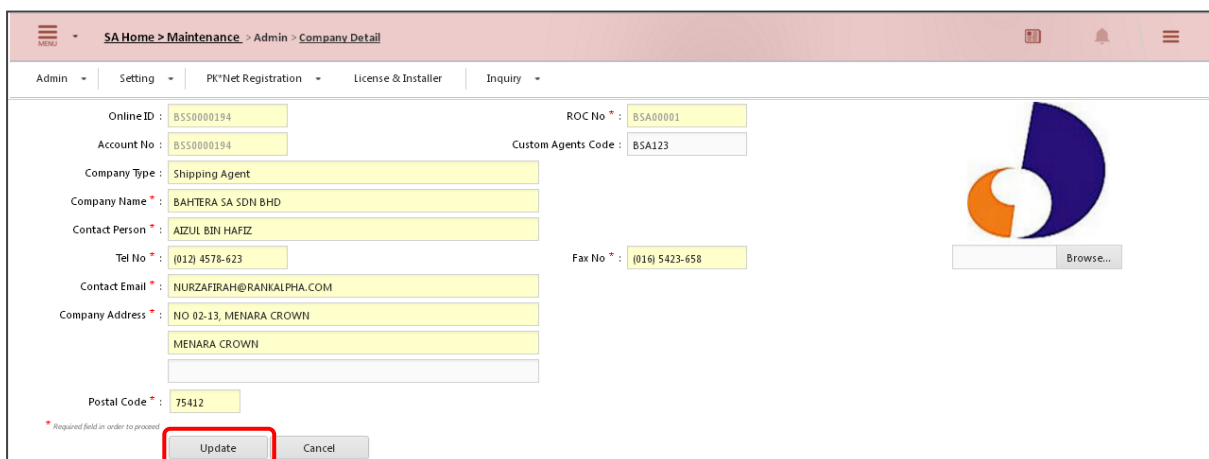 MENU SA Home > Maintenance > Admin > Company Detail
Admin Setting PK*Net Registration License & Installer Inquiry
Online ID : BSS0000194 ROC No * : BSA00001
Account No : BSS0000194 Custom Agents Code : BSA123
Company Type : Shipping Agent
Company Name * : BAHTERA SA SDN BHD
Contact Person * : AIZUL BIN HAFIZ
Tel No * : (012) 4578-623 Fax No * : (016) 5423-658 Browse...
Contact Email * : NURZAFIRAH@RANKALPHA.COM
Company Address * : NO 02-13, MENARA CROWN
MENARA CROWN
Postal Code * : 75412
* Required field in order to proceed
Update Cancel